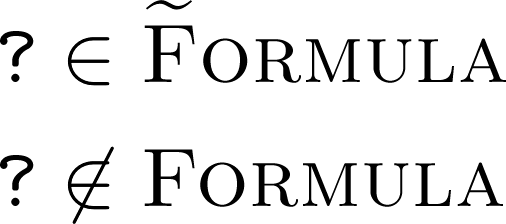 ? ∈ F̃ORMULA
? ∉ FORMULA